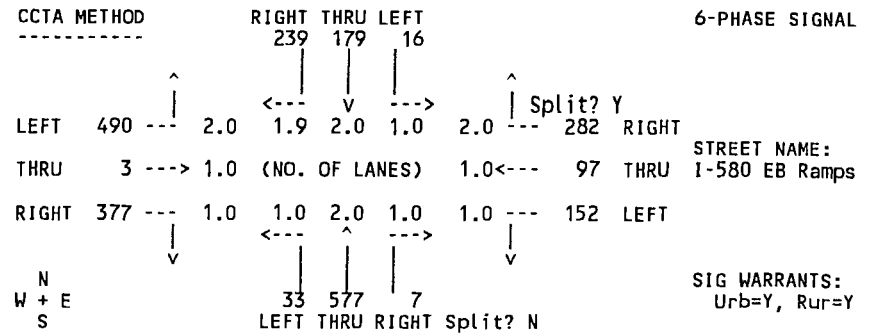 CCTA METHOD RIGHT THRU LEFT 6-PHASE SIGNAL
----------- 239 179 16
^ | | | ^
| <--- v ---> | Split? Y
LEFT 490 --- 2.0 1.9 2.0 1.0 2.0 --- 282 RIGHT
STREET NAME:
THRU 3 ---> 1.0 (NO. OF LANES) 1.0<--- 97 THRU I-580 EB Ramps
RIGHT 377 --- 1.0 1.0 2.0 1.0 1.0 --- 152 LEFT
| <--- ^ ---> |
v | | | v
N SIG WARRANTS:
W + E 33 577 7 Urb=Y, Rur=Y
S LEFT THRU RIGHT Split? N